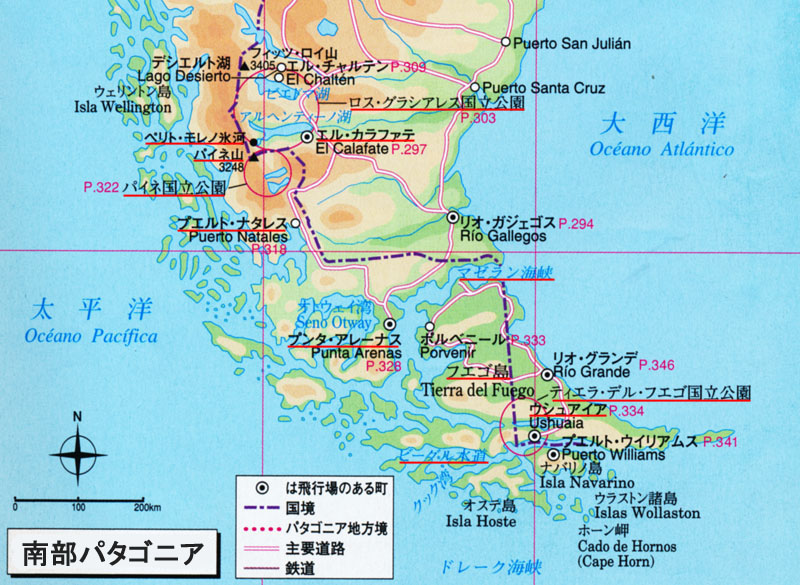 Puerto San Julián
フィッツ・ロイ山
3405
デシエルト湖
Lago Desierto
エル・チャルテン P.309
El Chaltén
ウェリントン島
Isla Wellington
ビエドマ湖
Puerto Santa Cruz
ロス・グラシアレス国立公園
P.303
アルヘンティーノ湖
大西洋
Océano Atlántico
ペリト・モレノ氷河
エル・カラファテ
El Calafate P.297
パイネ山
3248
P.322 パイネ国立公園
プエルト・ナタレス
Puerto Natales
P.318
リオ・ガジェゴス P.294
Río Gallegos
マゼラン海峡
太平洋
Océano Pacífica
オトウェイ湾
Seno Otway
プンタ・アレーナス
Punta Arenas
P.328
ポルベニール P.333
Porvenir
リオ・グランデ
Río Grande P.346
フエゴ島
Tierra del Fuego
ティエラ・デル・フエゴ国立公園
ウシュアイア P.334
Ushuaia
プエルト・ウイリアムス P.341
Puerto Williams
ビーグル水道
ナバリノ島
Isla Navarino
クック湾
オステ島
Isla Hoste
ウラストン諸島
Islas Wollaston
ホーン岬
Cado de Hornos
(Cape Horn)
ドレーク海峡
N
0 100 200km
は飛行場のある町
国境
パタゴニア地方境
主要道路
鉄道
南部パタゴニア